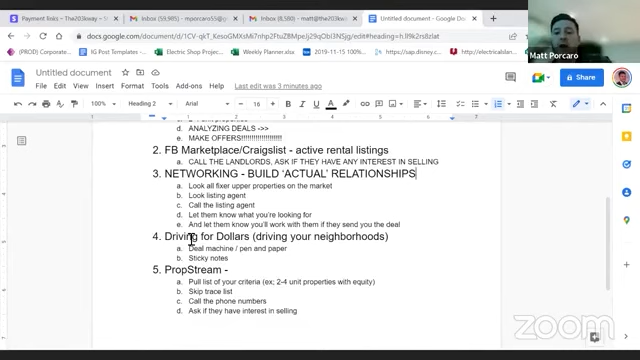 Payment links – The203kway
Inbox (59,985) - mporcaro55@g
Inbox (8,580) - matt@the203k
Untitled document - Google Doc
docs.google.com/document/d/1CV-qkT_KesoGMXsMi7nhp2FtuZBMpeJj29qObI3NSjg/edit#heading=h.ll9k2rs8zlat
(PROD) Corporate...
IG Post Templates...
Electric Shop Projec...
Weekly Planner.xlsx
2019-11-15 100%...
https://sap.disney.c...
http://electricaldan...
Matt Porcaro
Untitled document
File Edit View Insert Format Tools Add-ons Help
Last edit was 3 minutes ago
Share
100% Heading 2 Arial 16
d. ANALYZING DEALS ->>
e. MAKE OFFERS!!!!!!!!!!!!!!!!!!!!!
2. FB Marketplace/Craigslist - active rental listings
a. CALL THE LANDLORDS, ASK IF THEY HAVE ANY INTEREST IN SELLING
3. NETWORKING - BUILD 'ACTUAL' RELATIONSHIPS
a. Look all fixer upper properties on the market
b. Look listing agent
c. Call the listing agent
d. Let them know what you're looking for
e. And let them know you'll work with them if they send you the deal
4. Driving for Dollars (driving your neighborhoods)
a. Deal machine / pen and paper
b. Sticky notes
5. PropStream -
a. Pull list of your criteria (ex; 2-4 unit properties with equity)
b. Skip trace list
c. Call the phone numbers
d. Ask if they have interest in selling
zoom